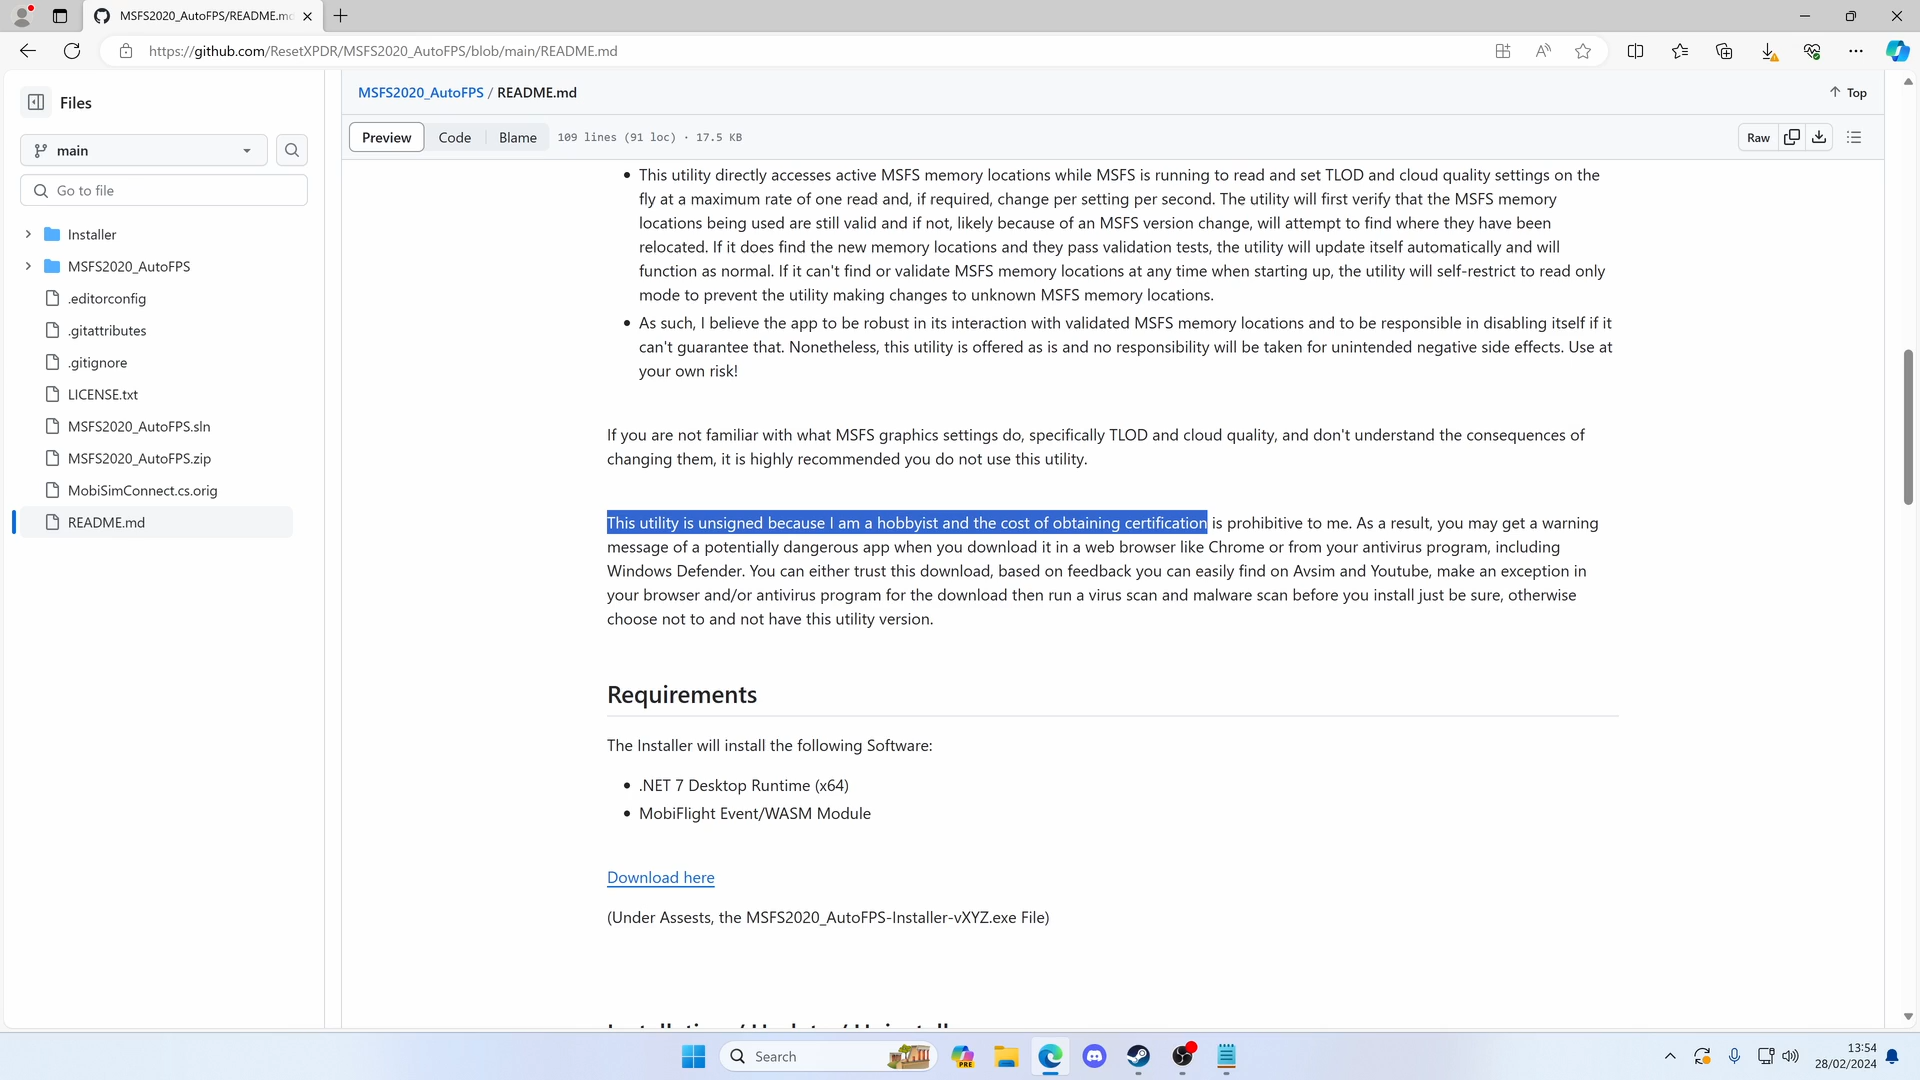 MSFS2020_AutoFPS/README.md
https://github.com/ResetXPDR/MSFS2020_AutoFPS/blob/main/README.md
Files
MSFS2020_AutoFPS / README.md
Top
main
Preview Code Blame 109 lines (91 loc) · 17.5 KB
Raw
Go to file
Installer
MSFS2020_AutoFPS
.editorconfig
.gitattributes
.gitignore
LICENSE.txt
MSFS2020_AutoFPS.sln
MSFS2020_AutoFPS.zip
MobiSimConnect.cs.orig
README.md
• This utility directly accesses active MSFS memory locations while MSFS is running to read and set TLOD and cloud quality settings on the
fly at a maximum rate of one read and, if required, change per setting per second. The utility will first verify that the MSFS memory
locations being used are still valid and if not, likely because of an MSFS version change, will attempt to find where they have been
relocated. If it does find the new memory locations and they pass validation tests, the utility will update itself automatically and will
function as normal. If it can't find or validate MSFS memory locations at any time when starting up, the utility will self-restrict to read only
mode to prevent the utility making changes to unknown MSFS memory locations.
• As such, I believe the app to be robust in its interaction with validated MSFS memory locations and to be responsible in disabling itself if it
can't guarantee that. Nonetheless, this utility is offered as is and no responsibility will be taken for unintended negative side effects. Use at
your own risk!
If you are not familiar with what MSFS graphics settings do, specifically TLOD and cloud quality, and don't understand the consequences of
changing them, it is highly recommended you do not use this utility.
This utility is unsigned because I am a hobbyist and the cost of obtaining certification is prohibitive to me. As a result, you may get a warning
message of a potentially dangerous app when you download it in a web browser like Chrome or from your antivirus program, including
Windows Defender. You can either trust this download, based on feedback you can easily find on Avsim and Youtube, make an exception in
your browser and/or antivirus program for the download then run a virus scan and malware scan before you install just be sure, otherwise
choose not to and not have this utility version.
Requirements
The Installer will install the following Software:
• .NET 7 Desktop Runtime (x64)
• MobiFlight Event/WASM Module
Download here
(Under Assests, the MSFS2020_AutoFPS-Installer-vXYZ.exe File)
Installation / Update / Uninstall
Search
PRE
13:54
28/02/2024